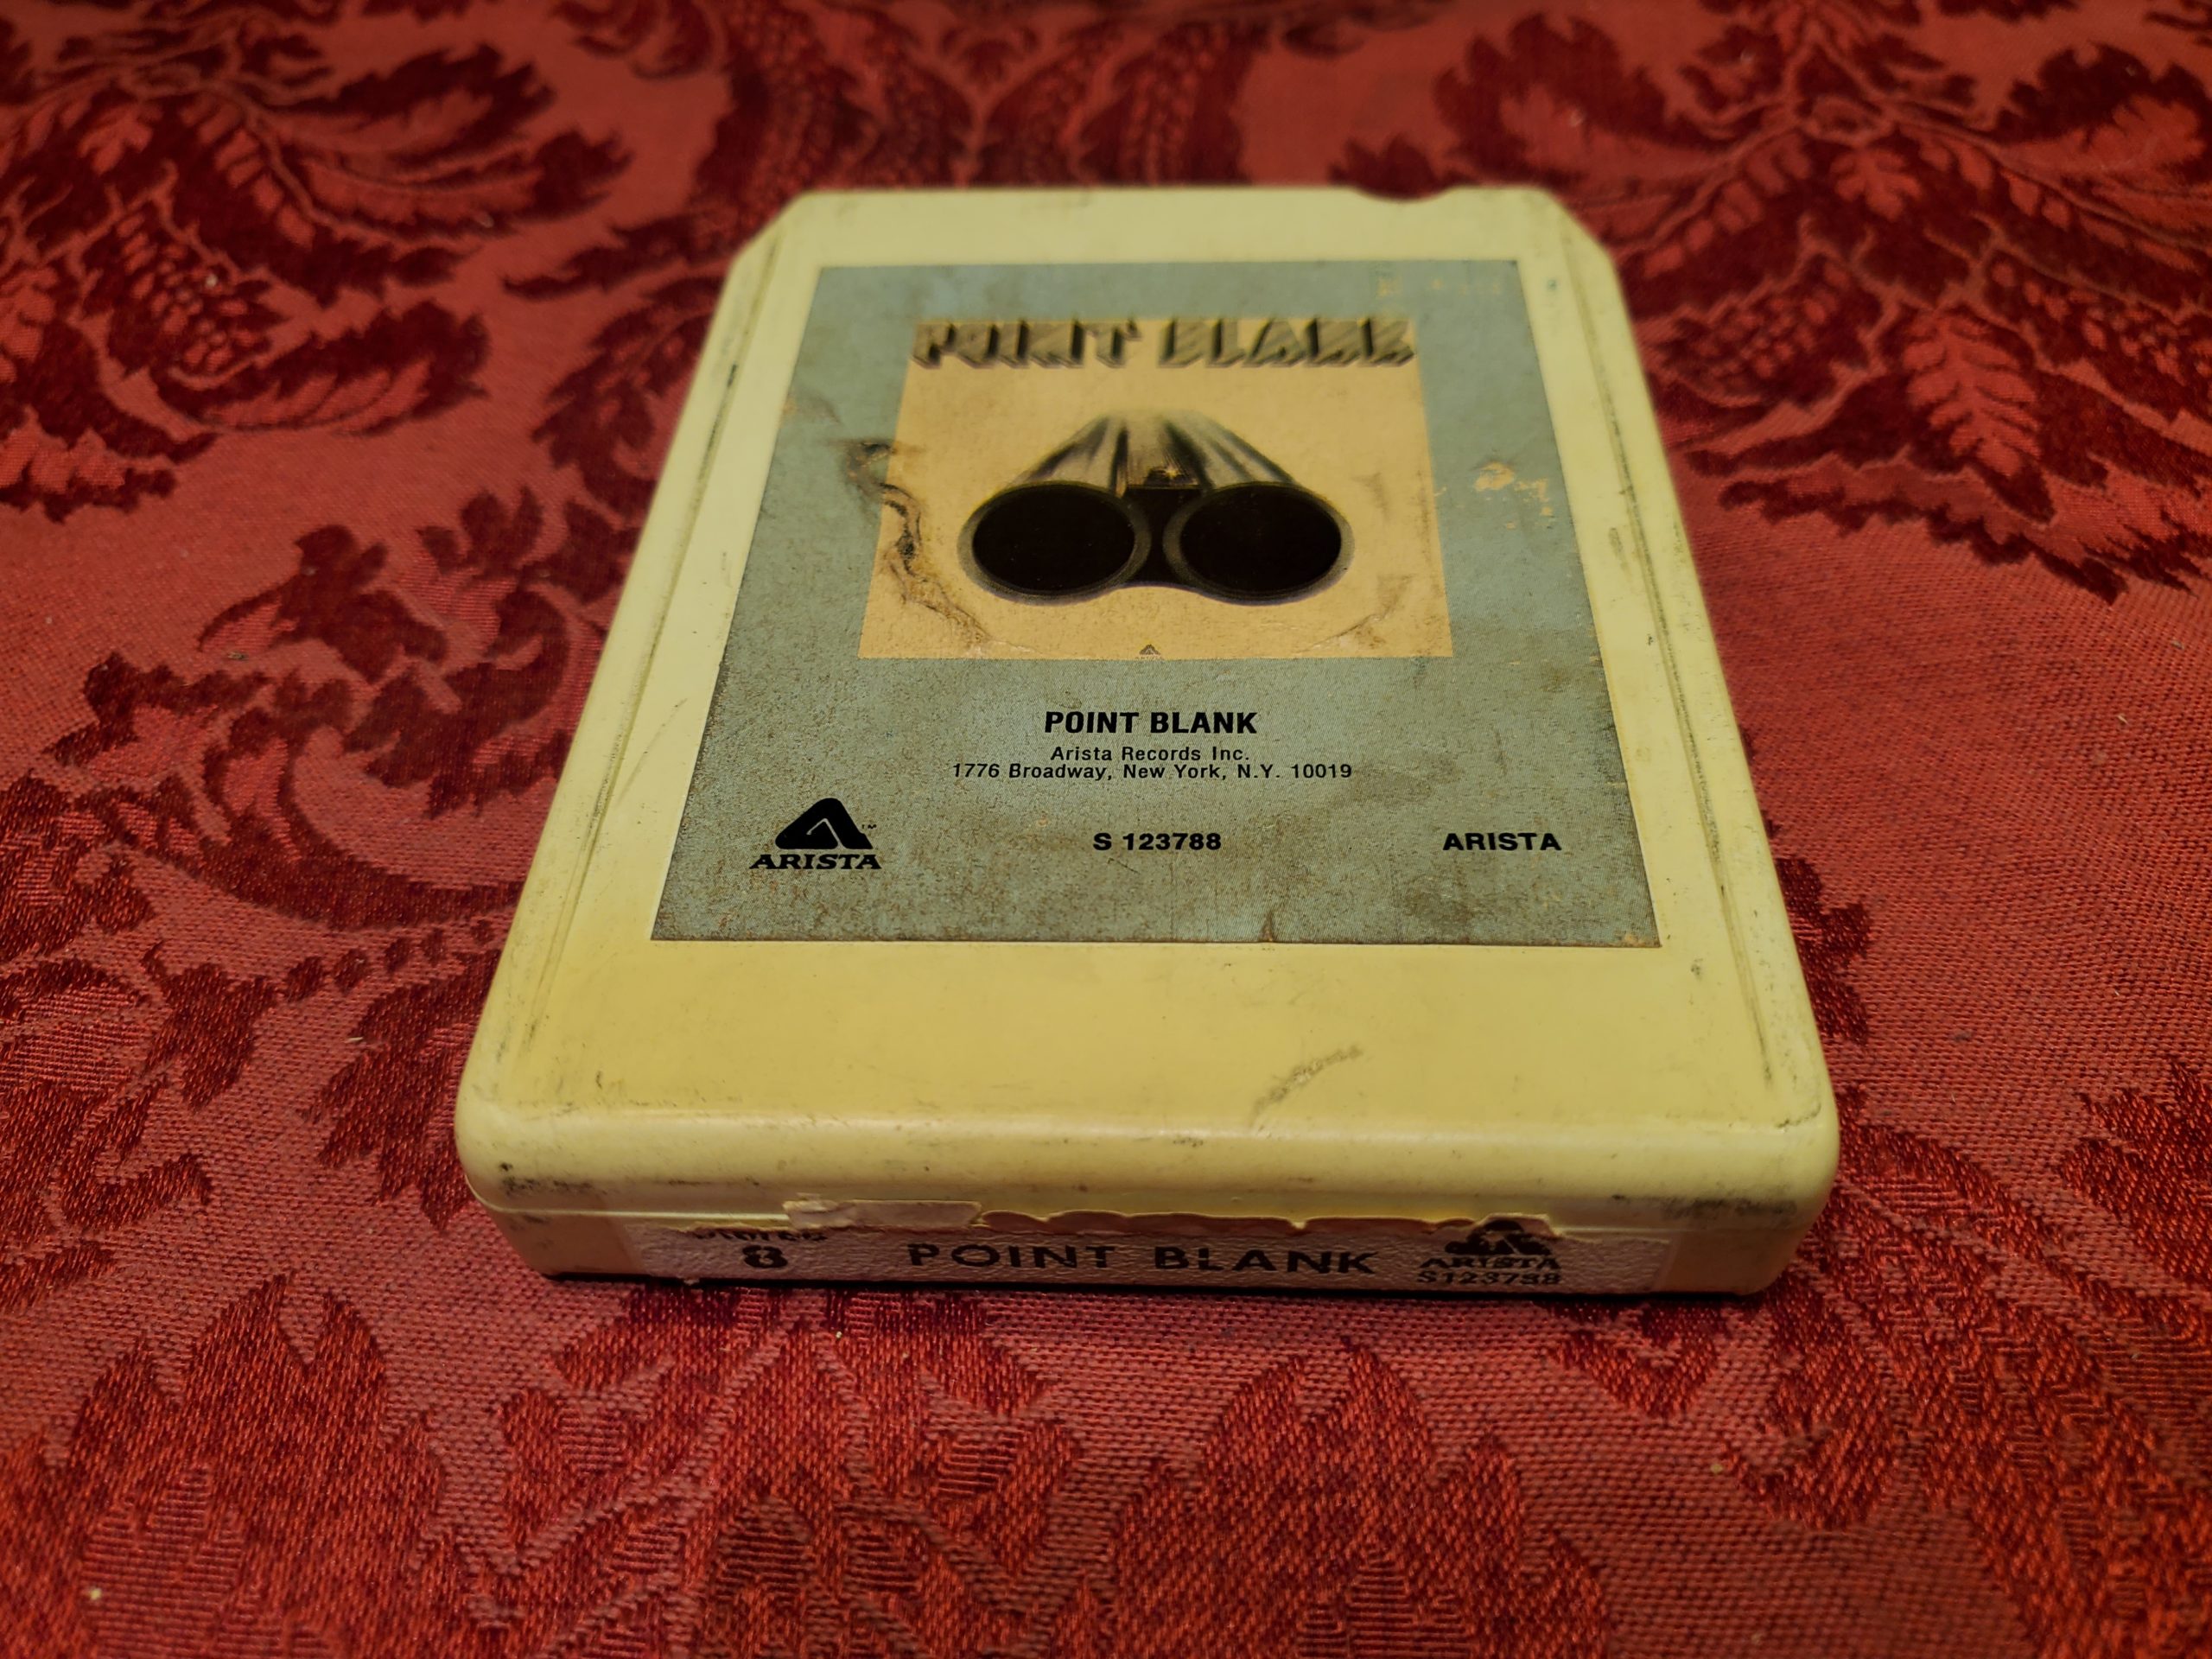 POINT BLANK
POINT BLANK
Arista Records Inc.
1776 Broadway, New York, N.Y. 10019
ARISTA™
S 123788
ARISTA
8
POINT BLANK
ARISTA
S123788